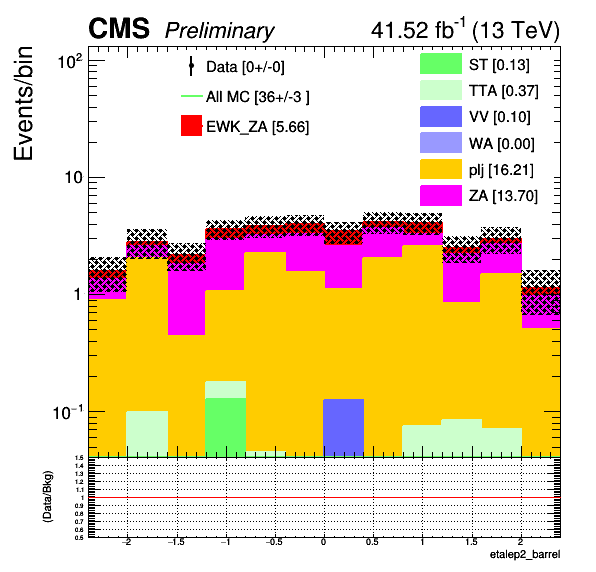 CMS Preliminary 41.52 fb⁻¹ (13 TeV)
Events/bin
10²
10
1
10⁻¹
Data [0+/-0]
All MC [36+/-3 ]
EWK_ZA [5.66]
ST [0.13]
TTA [0.37]
VV [0.10]
WA [0.00]
plj [16.21]
ZA [13.70]
(Data/Bkg)
1.5
1.4
1.3
1.2
1.1
1
0.9
0.8
0.7
0.6
0.5
−2 −1.5 −1 −0.5 0 0.5 1 1.5 2
etalep2_barrel